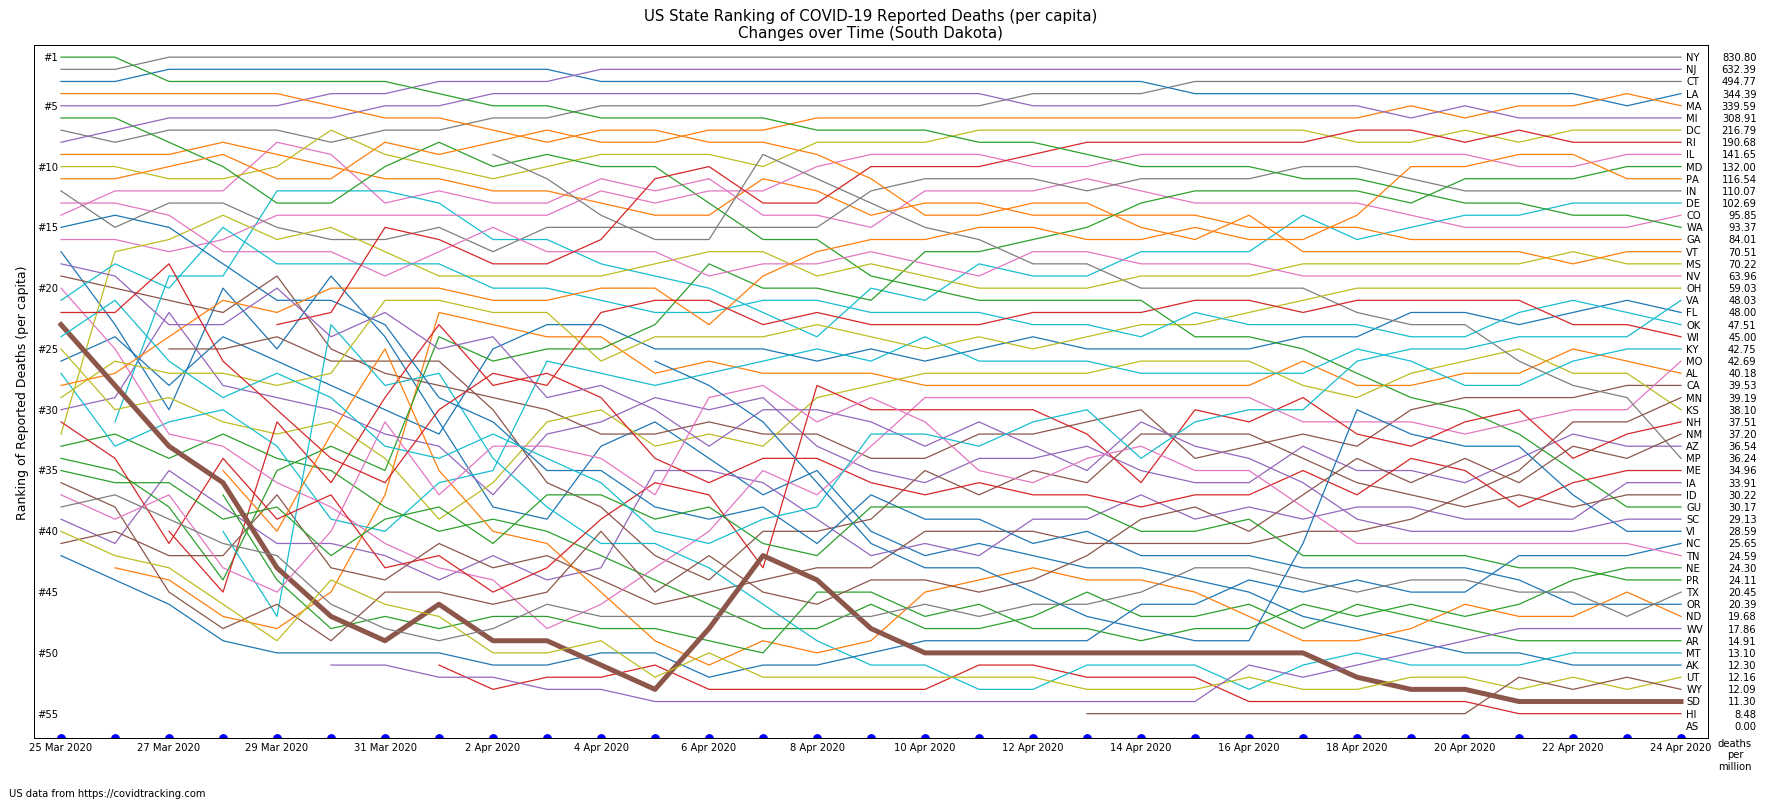 US State Ranking of COVID-19 Reported Deaths (per capita)
Changes over Time (South Dakota)
Ranking of Reported Deaths (per capita)
#1
#5
#10
#15
#20
#25
#30
#35
#40
#45
#50
#55
NY 830.80
NJ 632.39
CT 494.77
LA 344.39
MA 339.59
MI 308.91
DC 216.79
RI 190.68
IL 141.65
MD 132.00
PA 116.54
IN 110.07
DE 102.69
CO 95.85
WA 93.37
GA 84.01
VT 70.51
MS 70.22
NV 63.96
OH 59.03
VA 48.03
FL 48.00
OK 47.51
WI 45.00
KY 42.75
MO 42.69
AL 40.18
CA 39.53
MN 39.19
KS 38.10
NH 37.51
NM 37.20
AZ 36.54
MP 36.24
ME 34.96
IA 33.91
ID 30.22
GU 30.17
SC 29.13
VI 28.59
NC 25.65
TN 24.59
NE 24.30
PR 24.11
TX 20.45
OR 20.39
ND 19.68
WV 17.86
AR 14.91
MT 13.10
AK 12.30
UT 12.16
WY 12.09
SD 11.30
HI 8.48
AS 0.00
25 Mar 2020 27 Mar 2020 29 Mar 2020 31 Mar 2020 2 Apr 2020 4 Apr 2020 6 Apr 2020 8 Apr 2020 10 Apr 2020 12 Apr 2020 14 Apr 2020 16 Apr 2020 18 Apr 2020 20 Apr 2020 22 Apr 2020 24 Apr 2020
deaths
per
million
US data from https://covidtracking.com